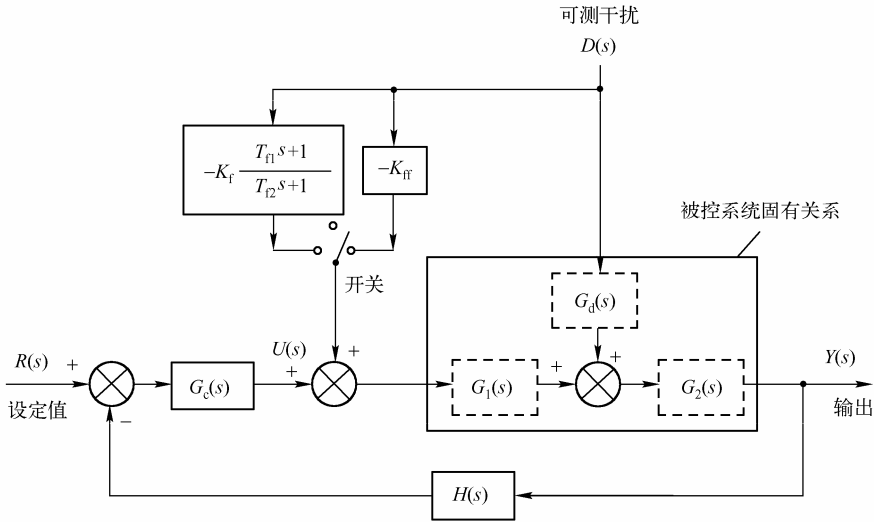 可测干扰
D(s)
−K_f (T_f1 s+1)/(T_f2 s+1)
−K_ff
被控系统固有关系
G_d(s)
开关
R(s)
+
设定值
−
G_c(s)
U(s)
+
+
G_1(s)
+
+
G_2(s)
Y(s)
输出
H(s)